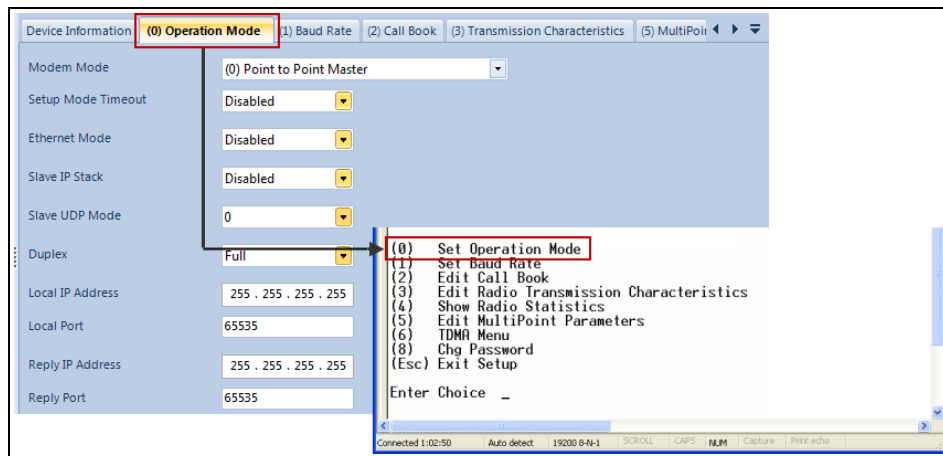 Device Information (0) Operation Mode (1) Baud Rate (2) Call Book (3) Transmission Characteristics (5) MultiPoi
Modem Mode (0) Point to Point Master
Setup Mode Timeout Disabled
Ethernet Mode Disabled
Slave IP Stack Disabled
Slave UDP Mode 0
Duplex Full
Local IP Address 255 . 255 . 255 . 255
Local Port 65535
Reply IP Address 255 . 255 . 255 . 255
Reply Port 65535
(0) Set Operation Mode
(1) Set Baud Rate
(2) Edit Call Book
(3) Edit Radio Transmission Characteristics
(4) Show Radio Statistics
(5) Edit MultiPoint Parameters
(6) TDMA Menu
(8) Chg Password
(Esc) Exit Setup
Enter Choice _
Connected 1:02:50 Auto detect 19200 8-N-1 SCROLL CAPS NUM Capture Print echo